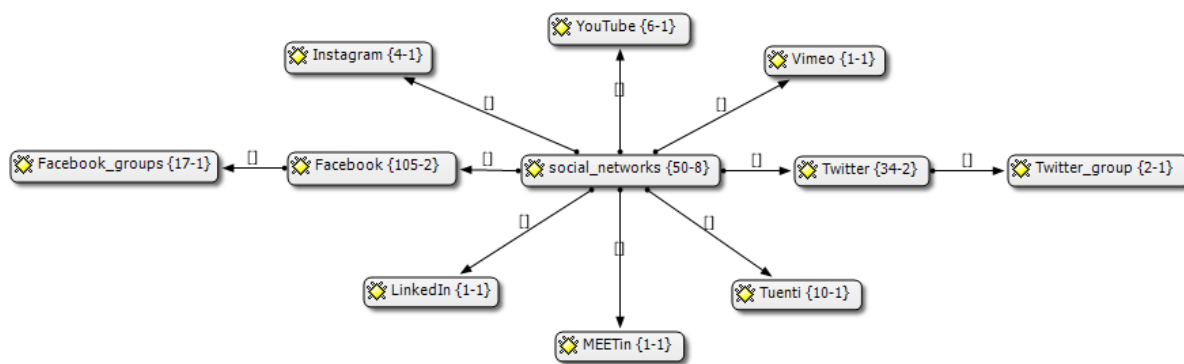 YouTube {6-1}
Instagram {4-1}
Vimeo {1-1}
[]
[]
[]
Facebook_groups {17-1}
[]
Facebook {105-2}
[]
social_networks {50-8}
[]
Twitter {34-2}
[]
Twitter_group {2-1}
[]
[]
[]
LinkedIn {1-1}
Tuenti {10-1}
MEETin {1-1}